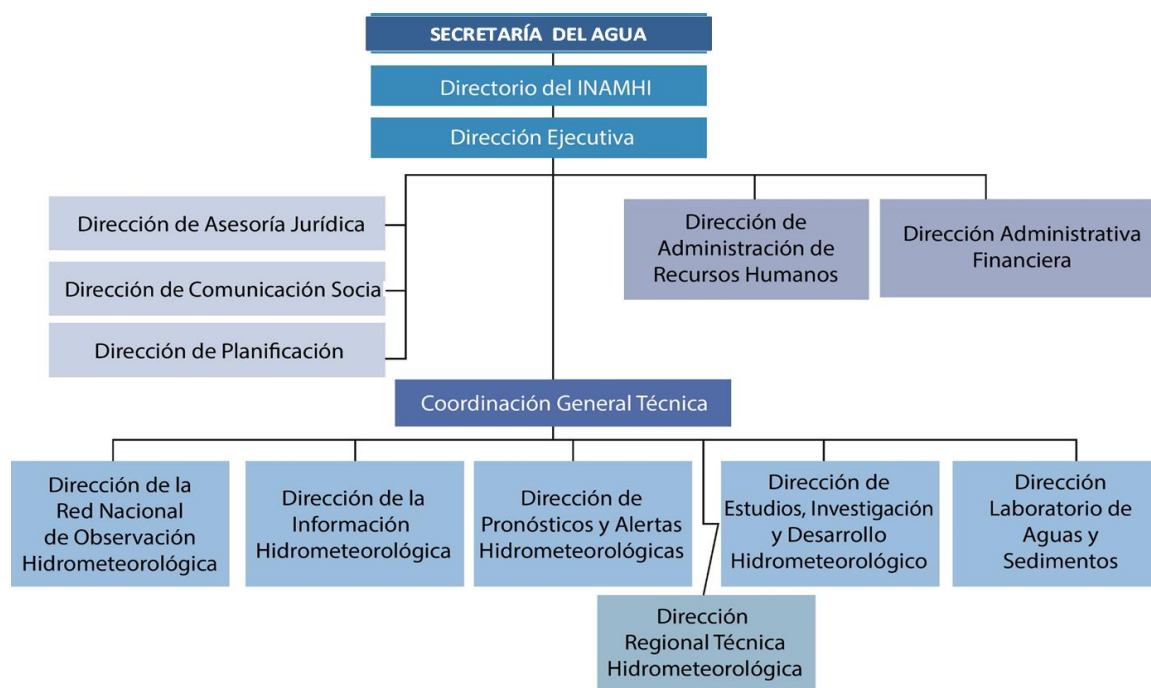 SECRETARÍA DEL AGUA
Directorio del INAMHI
Dirección Ejecutiva
Dirección de Asesoría Jurídica
Dirección de Comunicación Socia
Dirección de Planificación
Dirección de
Administración de
Recursos Humanos
Dirección Administrativa
Financiera
Coordinación General Técnica
Dirección de la
Red Nacional
de Observación
Hidrometeorológica
Dirección de la
Información
Hidrometeorológica
Dirección de
Pronósticos y Alertas
Hidrometeorológicas
Dirección de
Estudios, Investigación
y Desarrollo
Hidrometeorológico
Dirección
Laboratorio de
Aguas y
Sedimentos
Dirección
Regional Técnica
Hidrometeorológica